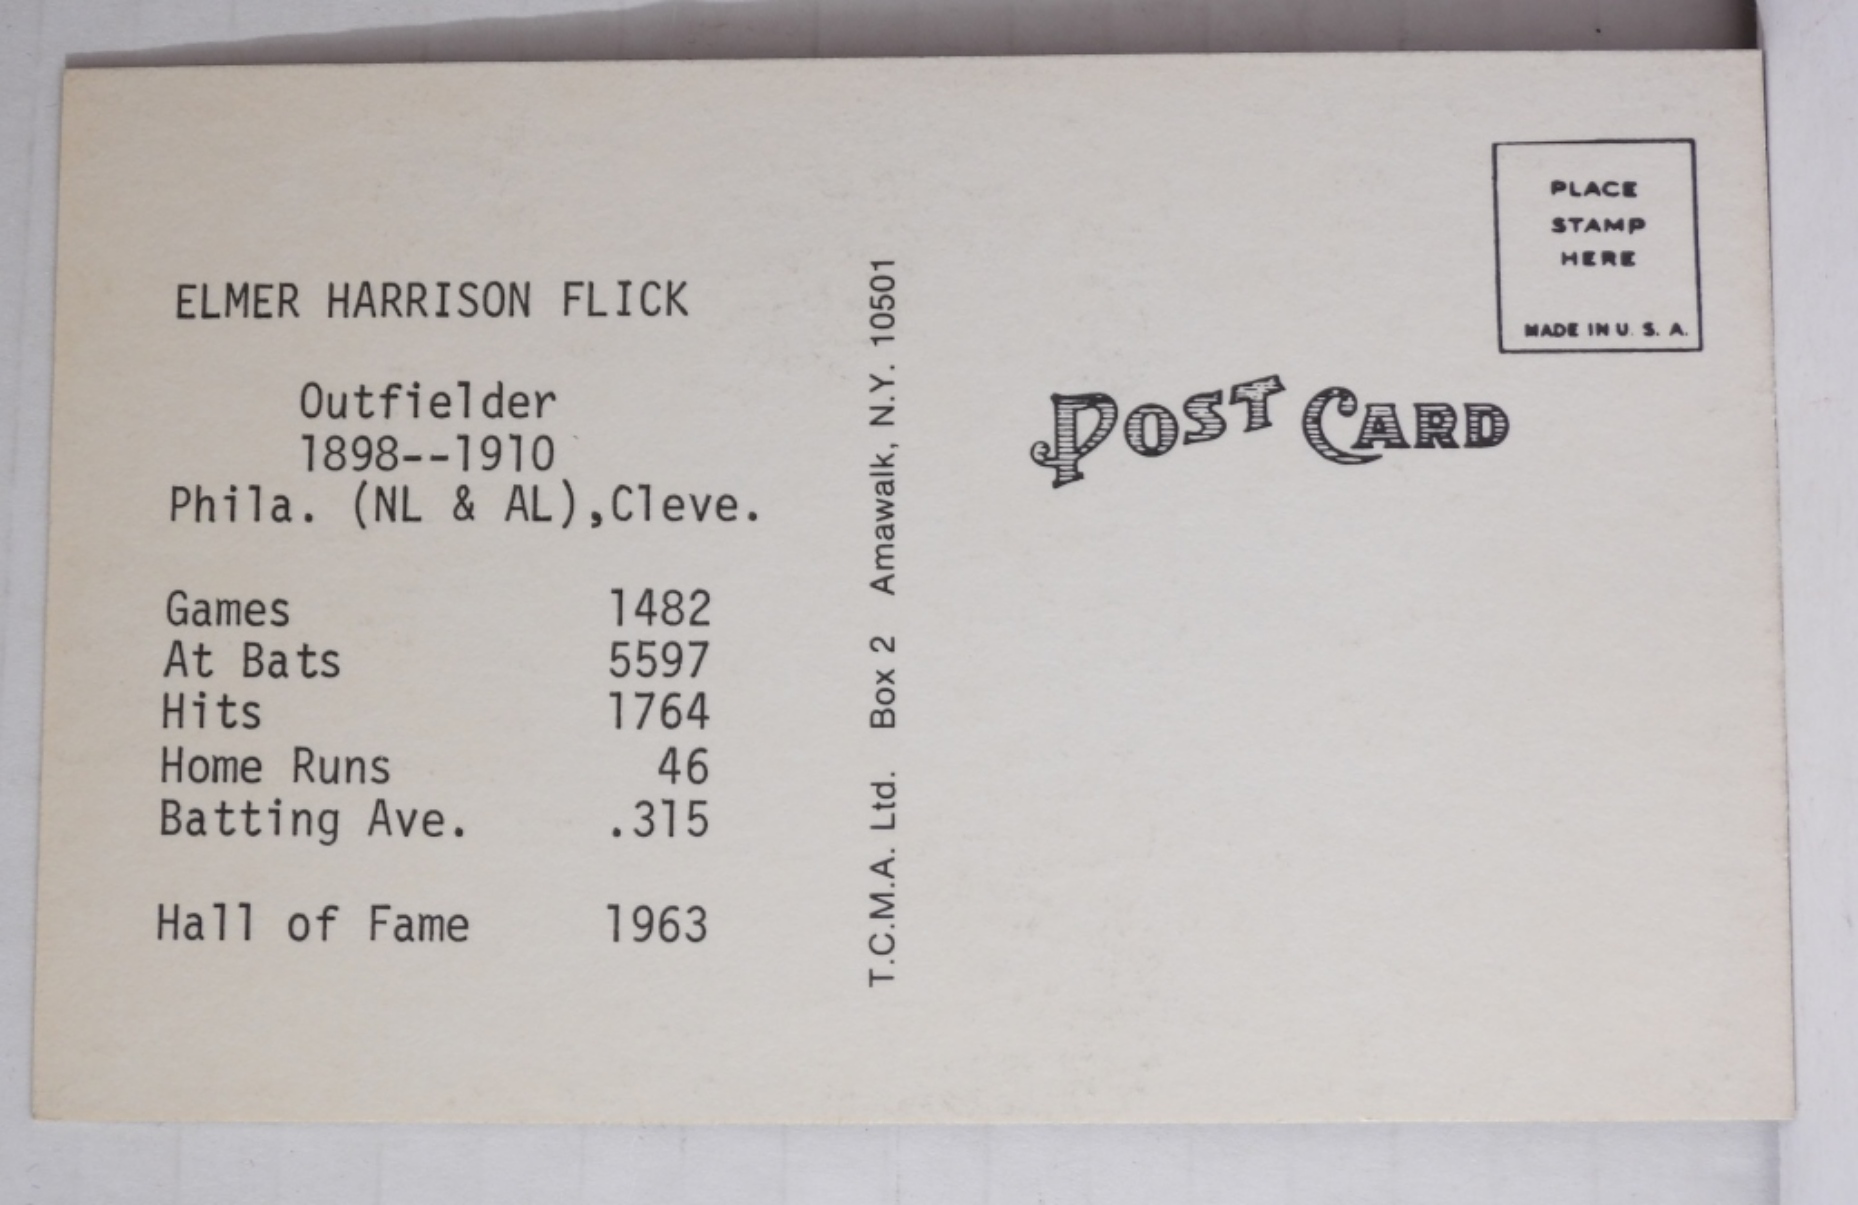 ELMER HARRISON FLICK
Outfielder
1898--1910
Phila. (NL & AL),Cleve.
Games 1482
At Bats 5597
Hits 1764
Home Runs 46
Batting Ave. .315
Hall of Fame 1963
T.C.M.A. Ltd. Box 2 Amawalk, N.Y. 10501
PLACE
STAMP
HERE
MADE IN U. S. A.
POST CARD